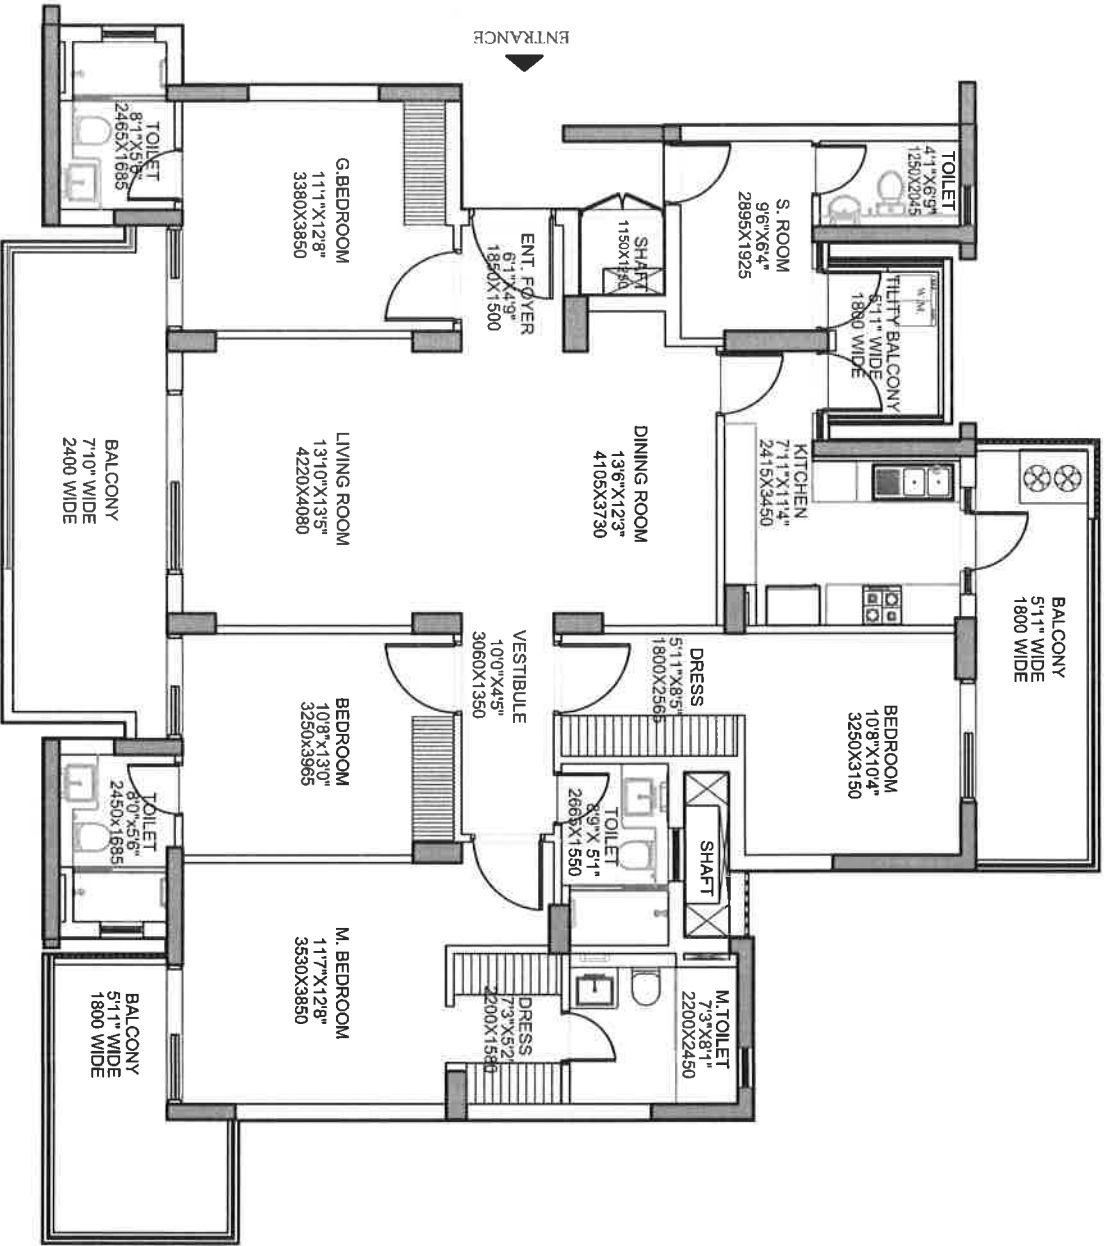 ENTRANCE
TOILET
8'1"X5'6"
2465X1685
G.BEDROOM
11'1"X12'8"
3380X3850
ENT. FOYER
6'1"X4'9"
1850X1500
SHAFT
1150X1250
S. ROOM
9'6"X6'4"
2895X1925
TOILET
4'1"X6'9"
1250X2045
W.M.
TILITY BALCONY
5'11" WIDE
1800 WIDE
BALCONY
7'10" WIDE
2400 WIDE
LIVING ROOM
13'10"X13'5"
4220X4080
DINING ROOM
13'6"X12'3"
4105X3730
KITCHEN
7'11"X11'4"
2415X3450
BALCONY
5'11" WIDE
1800 WIDE
VESTIBULE
10'0"X4'5"
3060X1350
DRESS
5'11"X8'5"
1800X2565
BEDROOM
10'8"X10'4"
3250X3150
BEDROOM
10'8"x13'0"
3250x3965
TOILET
8'0"x5'6"
2450x1685
TOILET
8'9"X 5'1"
2665X1550
SHAFT
M. BEDROOM
11'7"X12'8"
3530X3850
DRESS
7'3"X5'2"
2200X1580
M.TOILET
7'3"X8'1"
2200X2450
BALCONY
5'11" WIDE
1800 WIDE